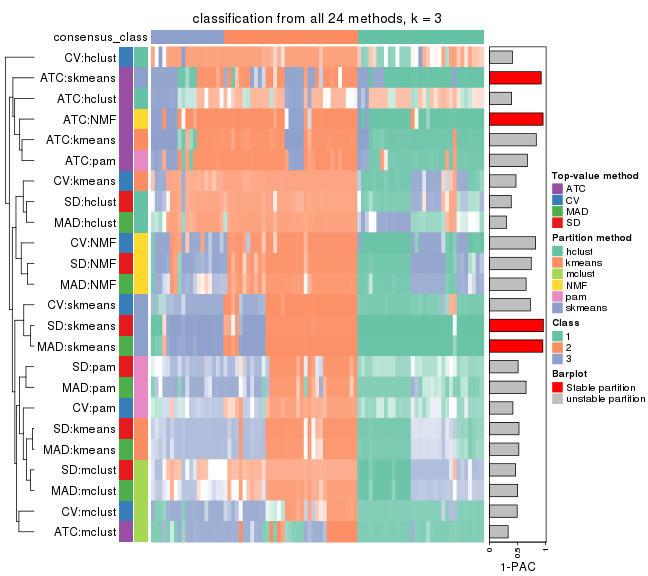 classification from all 24 methods, k = 3
consensus_class
CV:hclust
ATC:skmeans
ATC:hclust
ATC:NMF
ATC:kmeans
ATC:pam
CV:kmeans
SD:hclust
MAD:hclust
CV:NMF
SD:NMF
MAD:NMF
CV:skmeans
SD:skmeans
MAD:skmeans
SD:pam
MAD:pam
CV:pam
SD:kmeans
MAD:kmeans
SD:mclust
MAD:mclust
CV:mclust
ATC:mclust
0
0.5
1
1-PAC
Top-value method
ATC
CV
MAD
SD
Partition method
hclust
kmeans
mclust
NMF
pam
skmeans
Class
1
2
3
Barplot
Stable partition
unstable partition